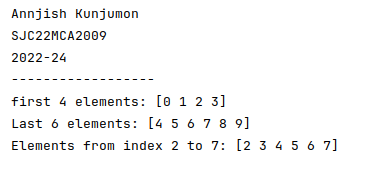 Annjish Kunjumon
SJC22MCA2009
2022-24
------------------
first 4 elements: [0 1 2 3]
Last 6 elements: [4 5 6 7 8 9]
Elements from index 2 to 7: [2 3 4 5 6 7]